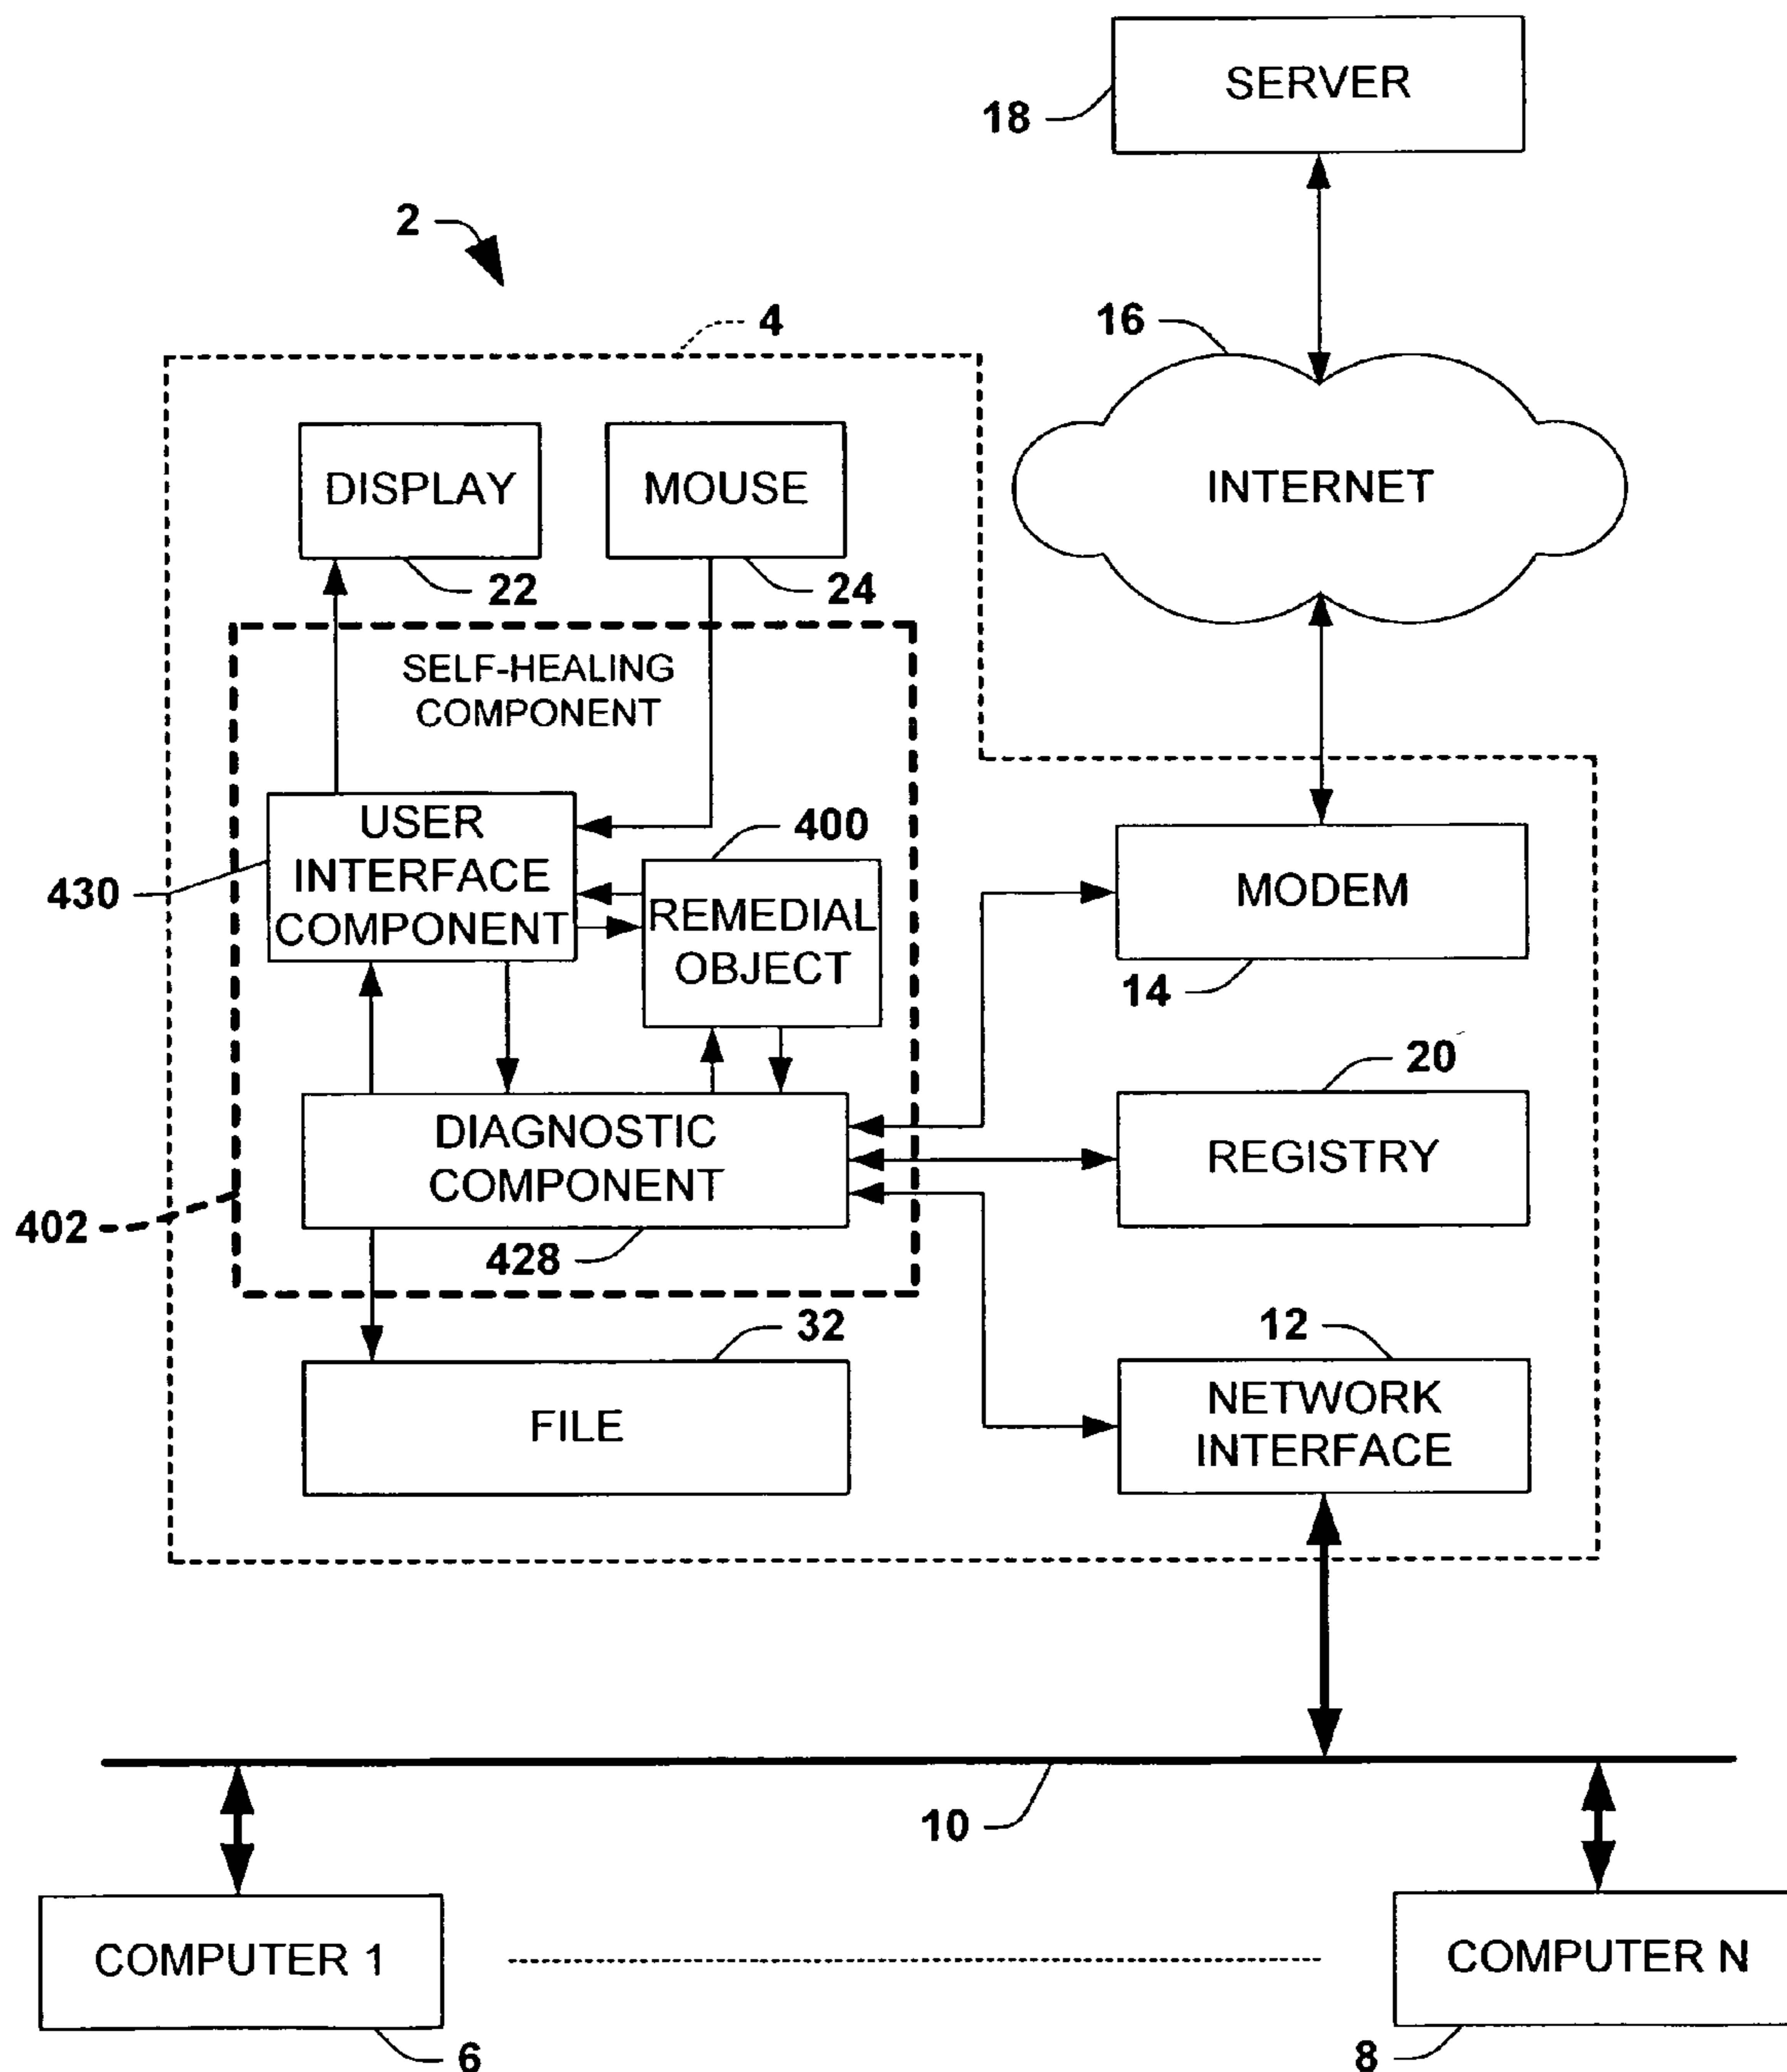 SERVER
18
2
4
16
DISPLAY
MOUSE
INTERNET
22
24
SELF-HEALING
COMPONENT
USER
INTERFACE
COMPONENT
400
430
REMEDIAL
OBJECT
MODEM
14
20
DIAGNOSTIC
COMPONENT
REGISTRY
402
428
32
12
FILE
NETWORK
INTERFACE
10
COMPUTER 1
COMPUTER N
6
8